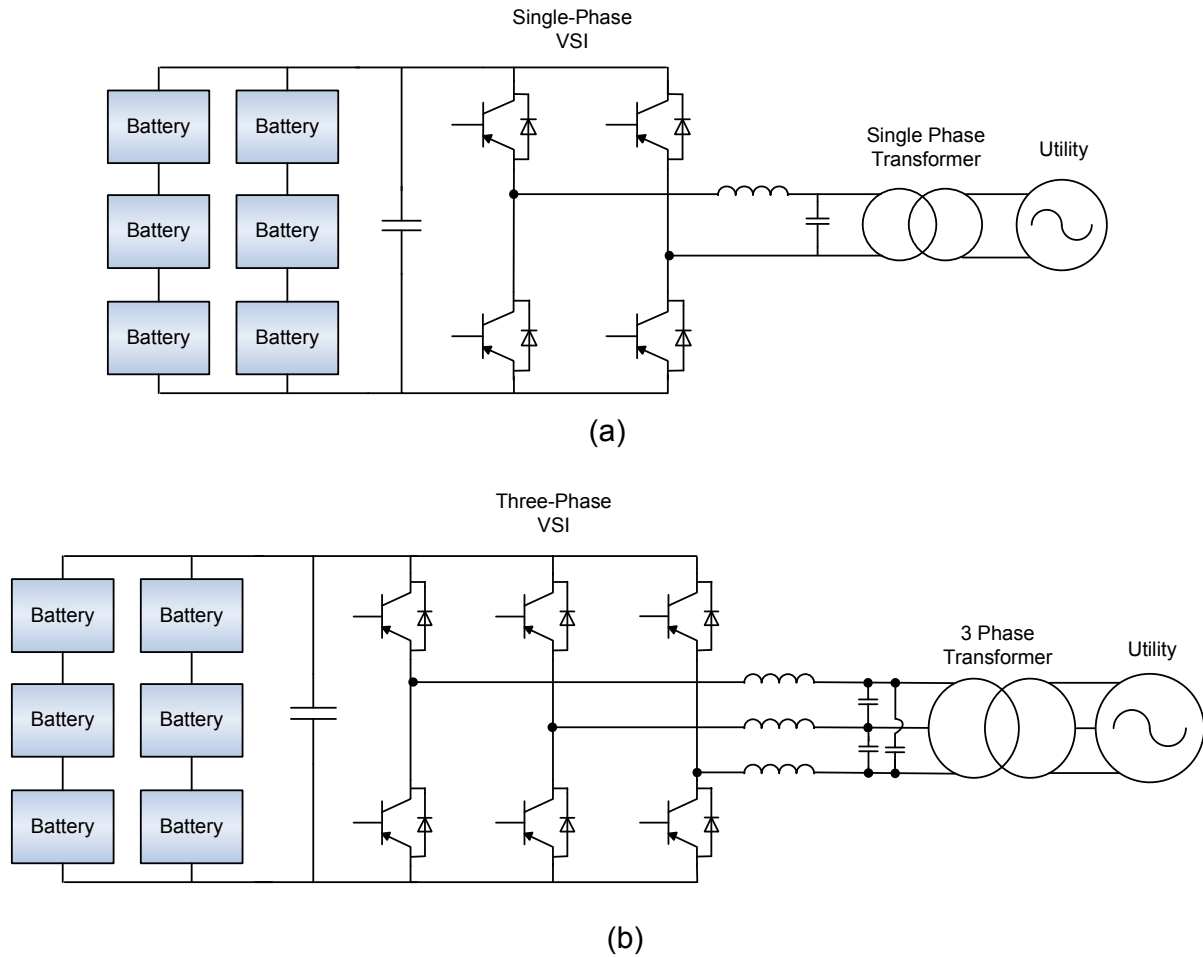 Single-Phase
VSI
Battery
Battery
Single Phase
Transformer
Utility
Battery
Battery
Battery
Battery
(a)
Three-Phase
VSI
Battery
Battery
3 Phase
Transformer
Utility
Battery
Battery
Battery
Battery
(b)